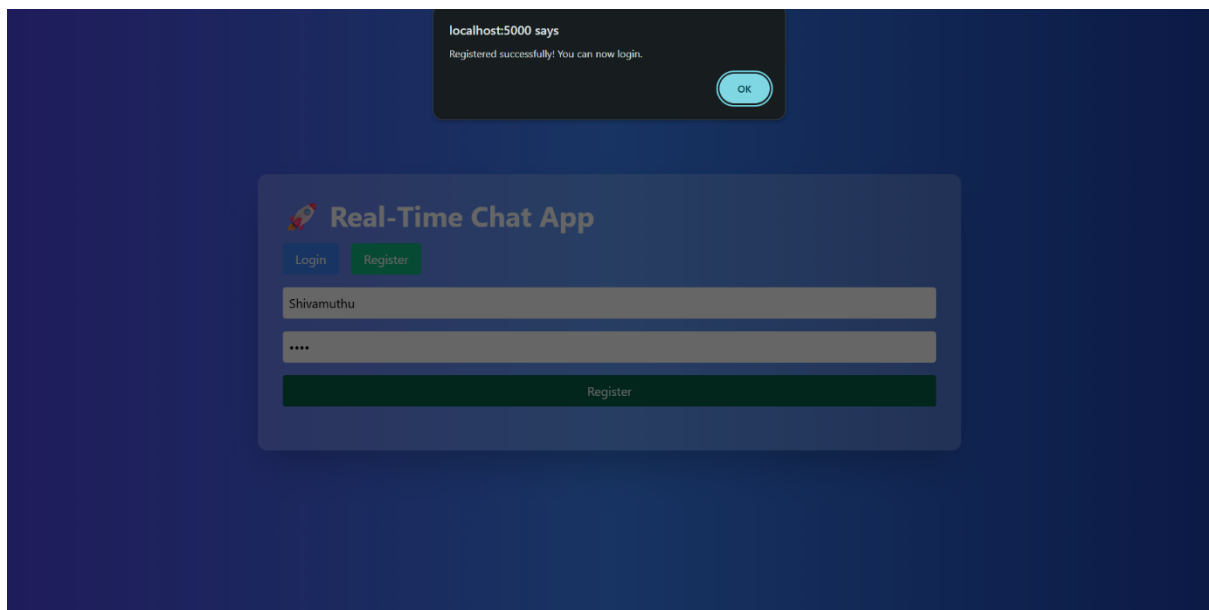 localhost:5000 says
Registered successfully! You can now login.
OK
🚀 Real-Time Chat App
Login Register
Shivamuthu
••••
Register